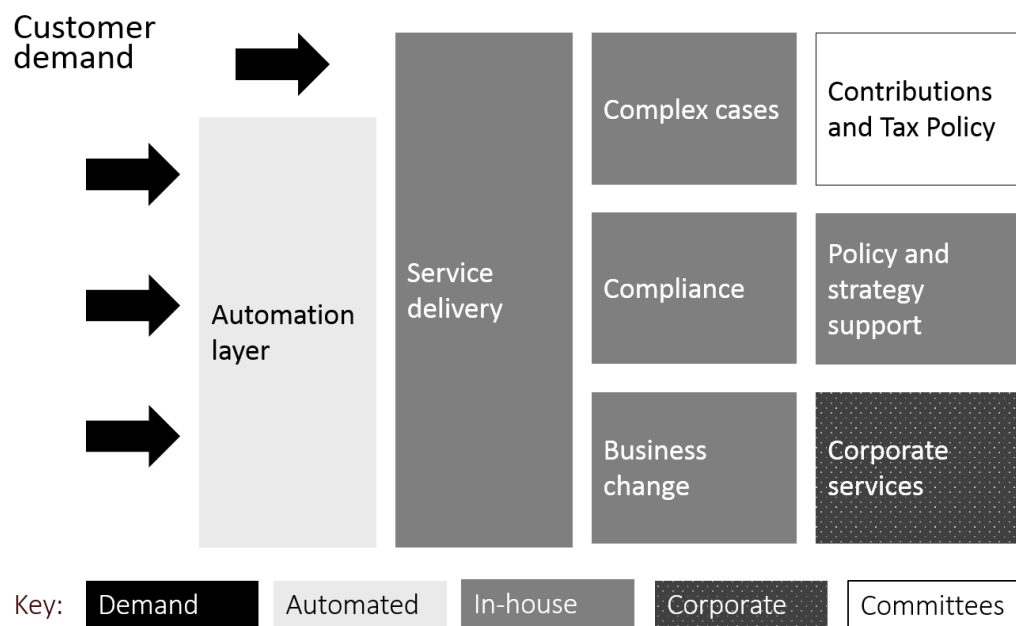 Customer
demand
Automation
layer
Service
delivery
Complex cases
Contributions
and Tax Policy
Compliance
Policy and
strategy
support
Business
change
Corporate
services
Key:
Demand
Automated
In-house
Corporate
Committees